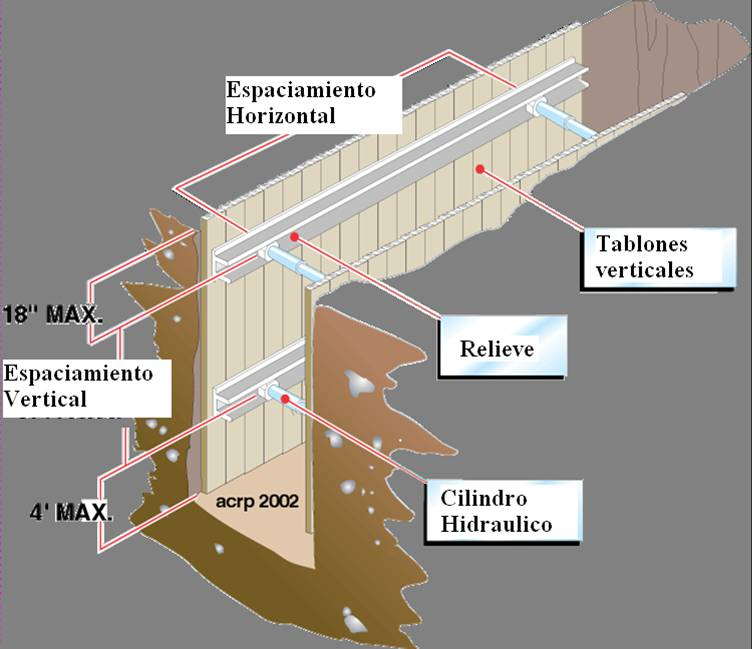 Espaciamiento
Horizontal
Tablones
verticales
18" MAX.
Relieve
Espaciamiento
Vertical
Cilindro
Hidraulico
4' MAX.
acrp 2002